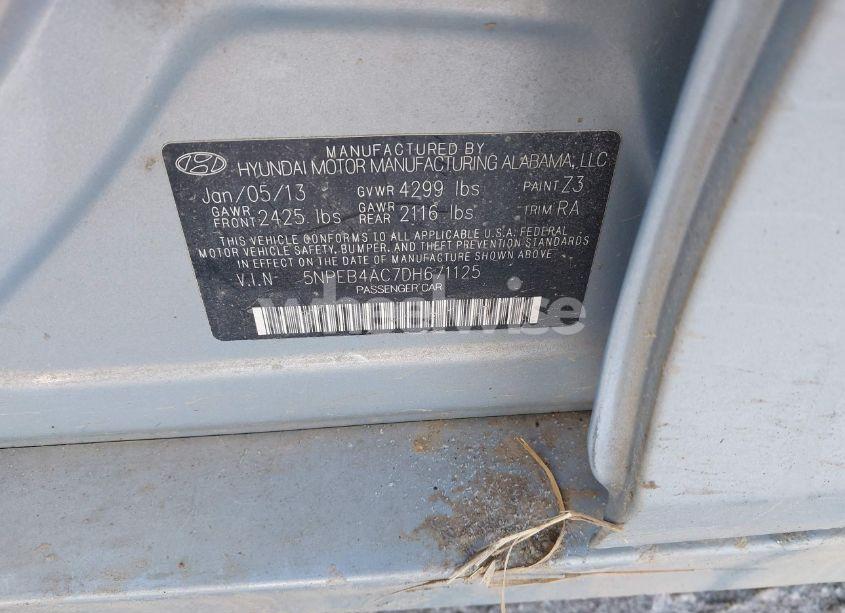 MANUFACTURED BY
HYUNDAI MOTOR MANUFACTURING ALABAMA, LLC
Jan/05/13 GVWR 4299 lbs PAINT Z3
GAWR FRONT 2425 lbs GAWR REAR 2116 lbs TRIM RA
THIS VEHICLE CONFORMS TO ALL APPLICABLE U.S.A. FEDERAL
MOTOR VEHICLE SAFETY, BUMPER, AND THEFT PREVENTION STANDARDS
IN EFFECT ON THE DATE OF MANUFACTURE SHOWN ABOVE.
V.I.N 5NPEB4AC7DH671125
PASSENGER CAR
wheelwise